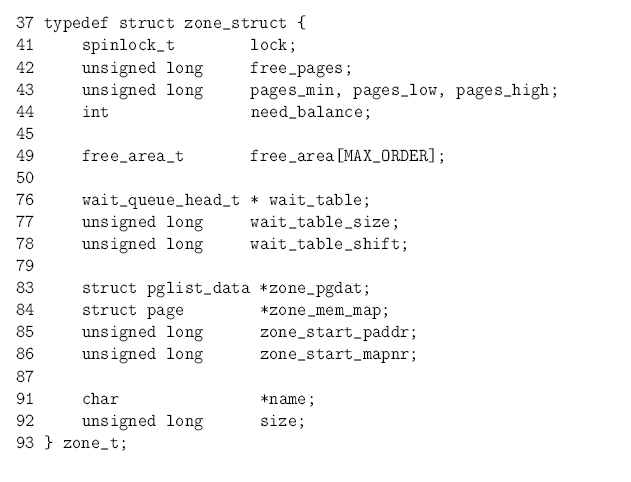 37 typedef struct zone_struct {
41     spinlock_t        lock;
42     unsigned long     free_pages;
43     unsigned long     pages_min, pages_low, pages_high;
44     int               need_balance;
45
49     free_area_t       free_area[MAX_ORDER];
50
76     wait_queue_head_t * wait_table;
77     unsigned long     wait_table_size;
78     unsigned long     wait_table_shift;
79
83     struct pglist_data *zone_pgdat;
84     struct page        *zone_mem_map;
85     unsigned long      zone_start_paddr;
86     unsigned long      zone_start_mapnr;
87
91     char               *name;
92     unsigned long      size;
93 } zone_t;